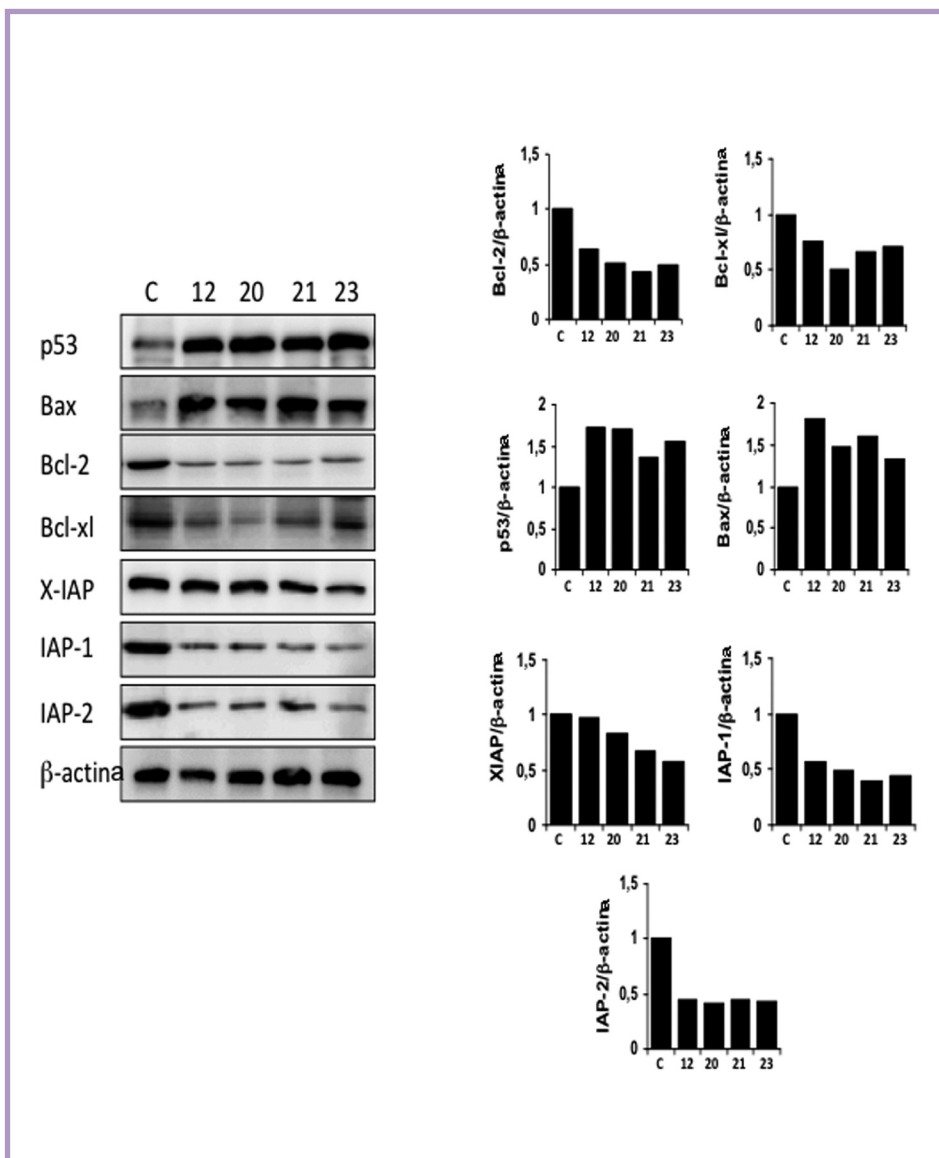 C 12 20 21 23
p53
Bax
Bcl-2
Bcl-xl
X-IAP
IAP-1
IAP-2
β-actina
Bcl-2/β-actina
1,5
1
0,5
0
C 12 20 21 23
Bcl-xl/β-actina
1,5
1
0,5
0
C 12 20 21 23
p53/β-actina
2
1,5
1
0,5
0
C 12 20 21 23
Bax/β-actina
2
1,5
1
0,5
0
C 12 20 21 23
XIAP/β-actina
1,5
1
0,5
0
C 12 20 21 23
IAP-1/β-actina
1,5
1
0,5
0
C 12 20 21 23
IAP-2/β-actina
1,5
1
0,5
0
C 12 20 21 23